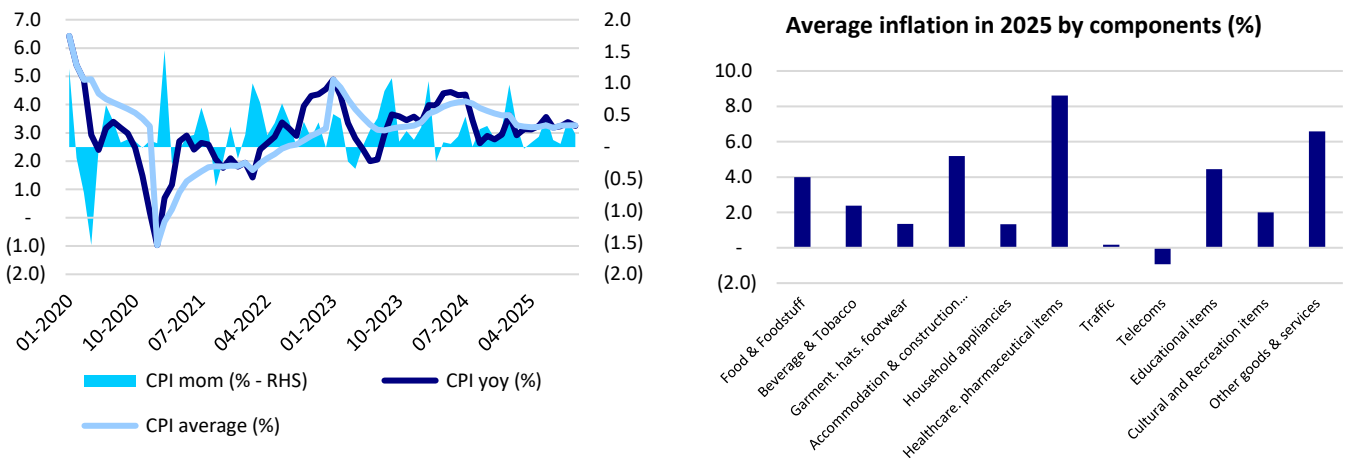 7.0
6.0
5.0
4.0
3.0
2.0
1.0
-
(1.0)
(2.0)
2.0
1.5
1.0
0.5
-
(0.5)
(1.0)
(1.5)
(2.0)
01-2020
10-2020
07-2021
04-2022
01-2023
10-2023
07-2024
04-2025
CPI mom (% - RHS)
CPI yoy (%)
CPI average (%)
Average inflation in 2025 by components (%)
10.0
8.0
6.0
4.0
2.0
-
(2.0)
Food & Foodstuff
Beverage & Tobacco
Garment. hats. footwear
Accommodation & construction...
Household appliancies
Healthcare. pharmaceutical items
Traffic
Telecoms
Educational items
Cultural and Recreation items
Other goods & services